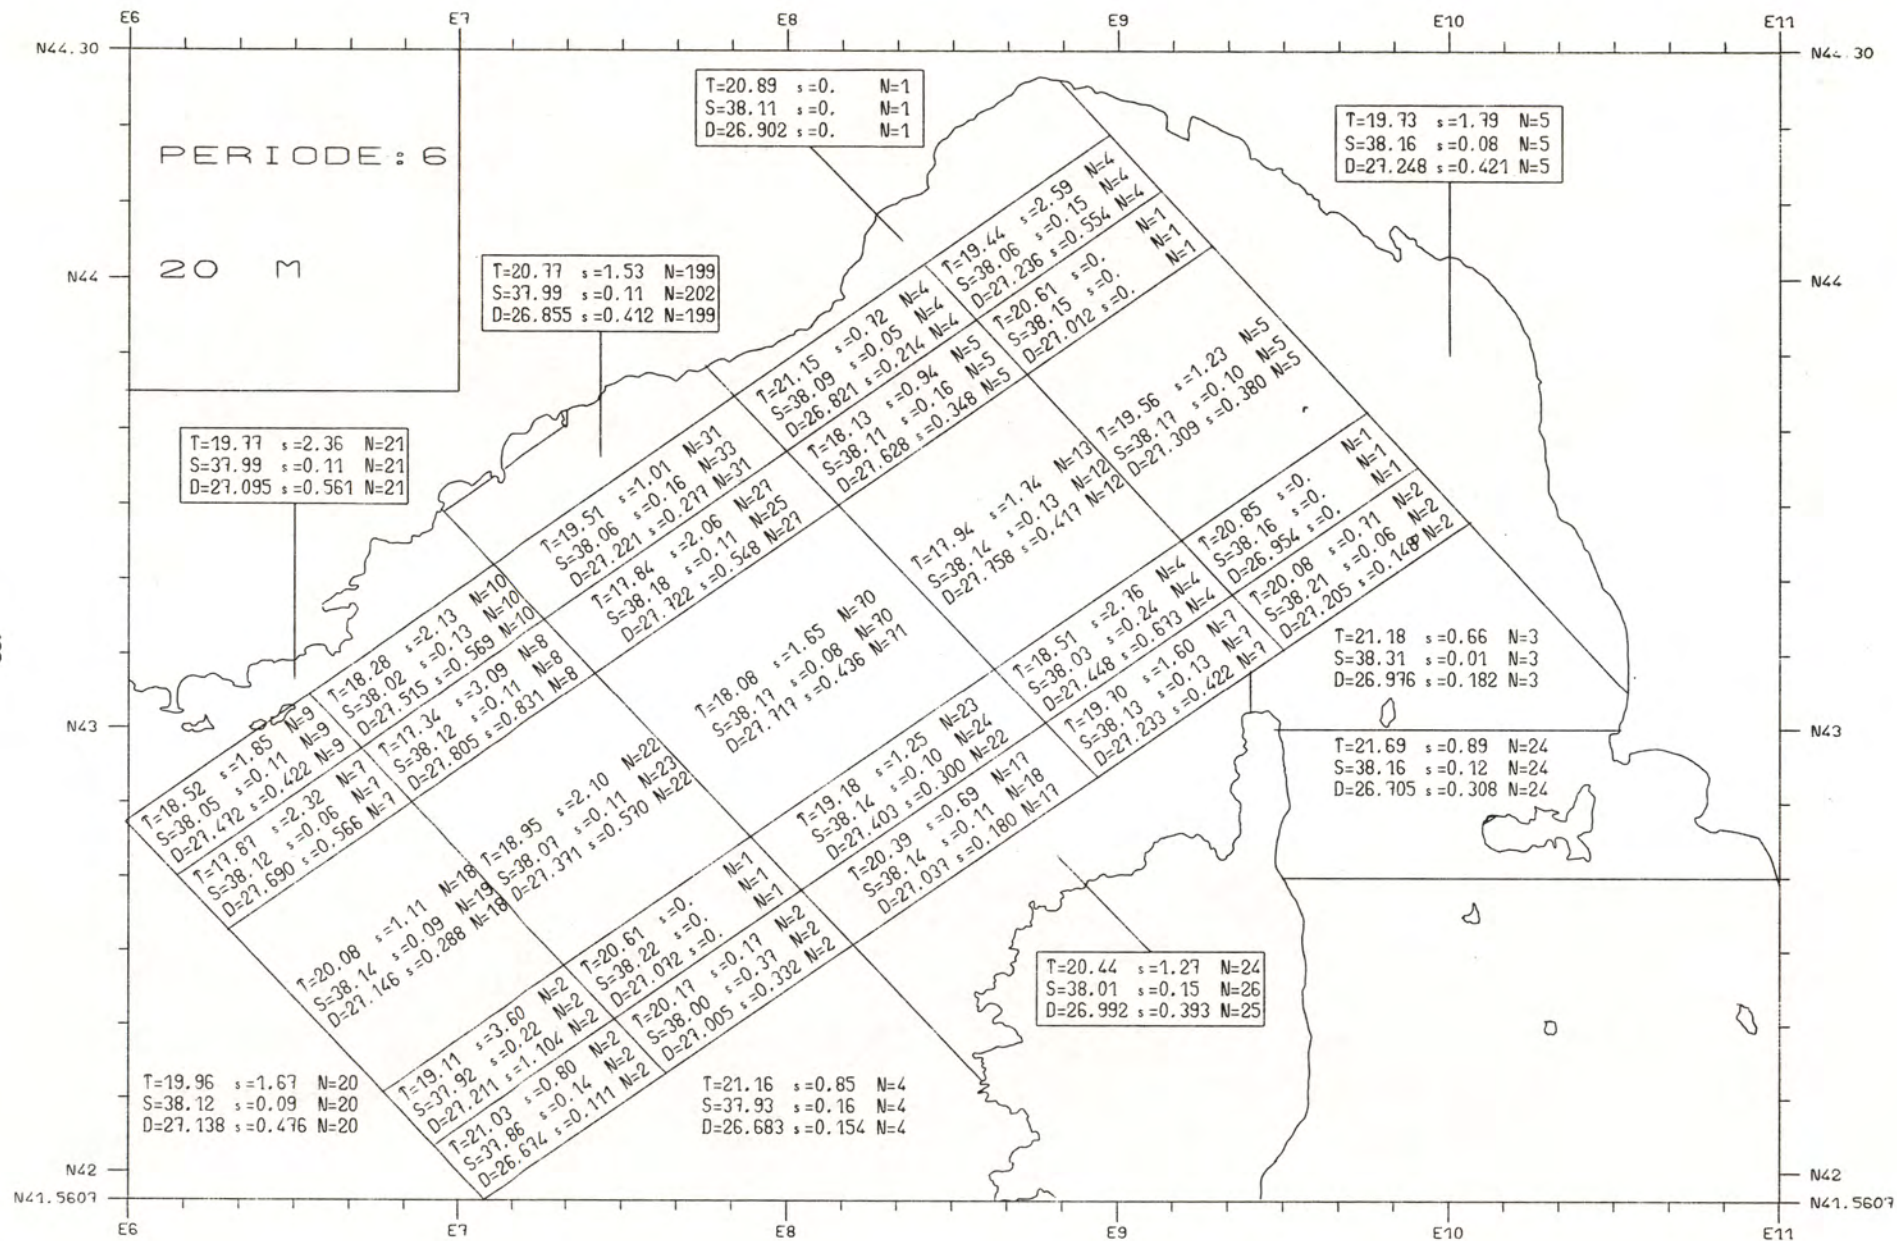 E6 E7 E8 E9 E10 E11
N44.30 N44.30
PERIODE: 6
20 M
T=20.89 s=0. N=1
S=38.11 s=0. N=1
D=26.902 s=0. N=1
T=19.73 s=1.79 N=5
S=38.16 s=0.08 N=5
D=27.248 s=0.421 N=5
T=20.77 s=1.53 N=199
S=37.99 s=0.11 N=202
D=26.855 s=0.412 N=199
N44 N44
T=19.77 s=2.36 N=21
S=37.99 s=0.11 N=21
D=27.095 s=0.561 N=21
T=19.44 s=2.59 N=4
S=38.06 s=0.15 N=4
D=27.236 s=0.554 N=4
T=20.61 s=0. N=1
S=38.15 s=0. N=1
D=27.012 s=0. N=1
T=21.15 s=0.72 N=4
S=38.09 s=0.05 N=4
D=26.821 s=0.214 N=4
T=18.13 s=0.94 N=5
S=38.11 s=0.16 N=5
D=27.628 s=0.348 N=5
T=19.56 s=1.23 N=5
S=38.17 s=0.10 N=5
D=27.309 s=0.380 N=5
T=19.51 s=1.01 N=31
S=38.06 s=0.16 N=33
D=27.221 s=0.277 N=31
T=17.84 s=2.06 N=27
S=38.18 s=0.11 N=25
D=27.722 s=0.548 N=27
T=17.94 s=1.74 N=13
S=38.14 s=0.13 N=12
D=27.758 s=0.417 N=12
T=20.85 s=0. N=1
S=38.16 s=0. N=1
D=26.954 s=0. N=1
T=20.08 s=0.71 N=2
S=38.21 s=0.06 N=2
D=27.205 s=0.148 N=2
T=18.28 s=2.13 N=10
S=38.02 s=0.13 N=10
D=27.515 s=0.569 N=10
T=17.34 s=3.09 N=8
S=38.12 s=0.11 N=8
D=27.805 s=0.831 N=8
T=18.08 s=1.65 N=70
S=38.17 s=0.08 N=70
D=27.717 s=0.436 N=71
T=18.51 s=2.76 N=4
S=38.03 s=0.24 N=4
D=27.448 s=0.673 N=4
T=19.70 s=1.60 N=7
S=38.13 s=0.13 N=7
D=27.233 s=0.422 N=7
T=21.18 s=0.66 N=3
S=38.31 s=0.01 N=3
D=26.976 s=0.182 N=3
N43 N43
T=21.69 s=0.89 N=24
S=38.16 s=0.12 N=24
D=26.705 s=0.308 N=24
T=18.52 s=1.85 N=9
S=38.05 s=0.11 N=9
D=27.472 s=0.422 N=9
T=17.87 s=2.32 N=7
S=38.12 s=0.06 N=7
D=27.690 s=0.566 N=7
T=18.95 s=2.10 N=22
S=38.07 s=0.11 N=23
D=27.371 s=0.570 N=22
T=19.18 s=1.25 N=23
S=38.14 s=0.10 N=24
D=27.403 s=0.300 N=22
T=20.39 s=0.69 N=17
S=38.14 s=0.11 N=18
D=27.037 s=0.180 N=17
T=20.08 s=1.11 N=18
S=38.14 s=0.09 N=19
D=27.146 s=0.288 N=18
T=20.61 s=0. N=1
S=38.22 s=0. N=1
D=27.072 s=0. N=1
T=20.17 s=0.17 N=2
S=38.00 s=0.37 N=2
D=27.005 s=0.332 N=2
T=20.44 s=1.27 N=24
S=38.01 s=0.15 N=26
D=26.992 s=0.393 N=25
T=19.11 s=3.60 N=2
S=37.92 s=0.22 N=2
D=27.211 s=1.104 N=2
T=21.03 s=0.80 N=2
S=37.86 s=0.14 N=2
D=26.674 s=0.111 N=2
T=19.96 s=1.67 N=20
S=38.12 s=0.09 N=20
D=27.138 s=0.476 N=20
T=21.16 s=0.85 N=4
S=37.93 s=0.16 N=4
D=26.683 s=0.154 N=4
N42 N42
N41.5607 N41.5607
E6 E7 E8 E9 E10 E11